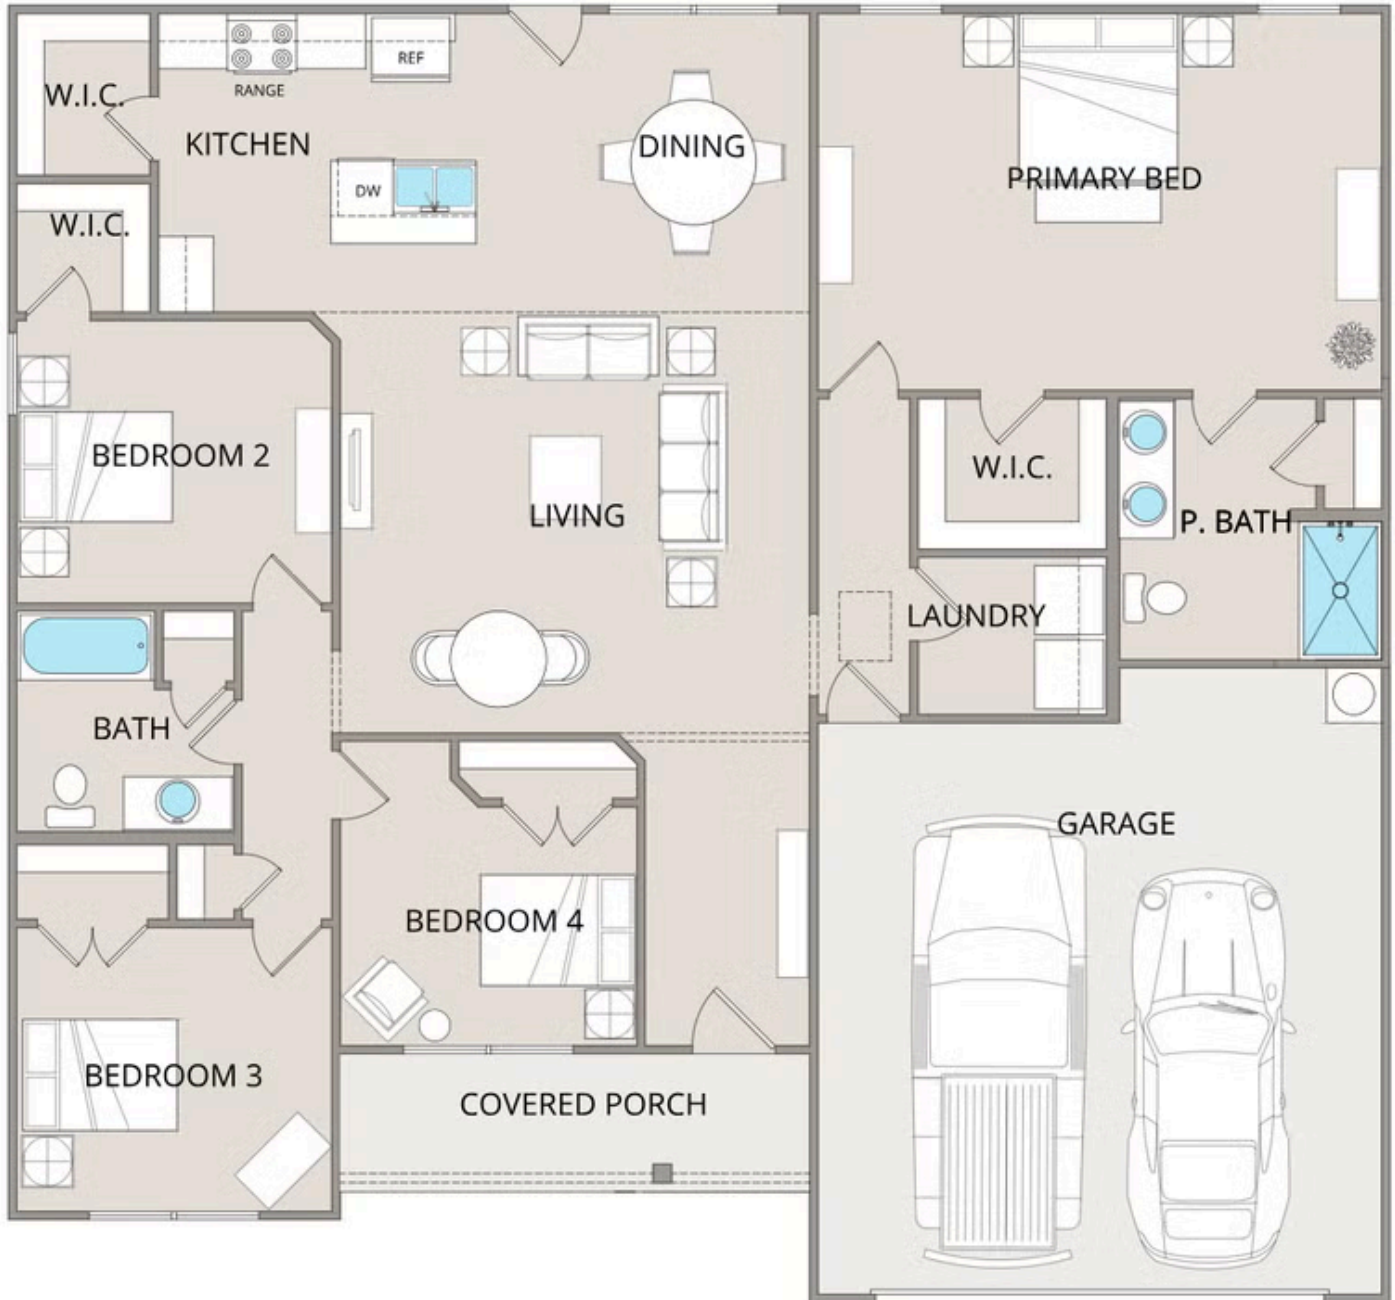 REF
RANGE
W.I.C.
KITCHEN
DINING
DW
PRIMARY BED
W.I.C.
BEDROOM 2
LIVING
W.I.C.
P. BATH
LAUNDRY
BATH
GARAGE
BEDROOM 4
BEDROOM 3
COVERED PORCH